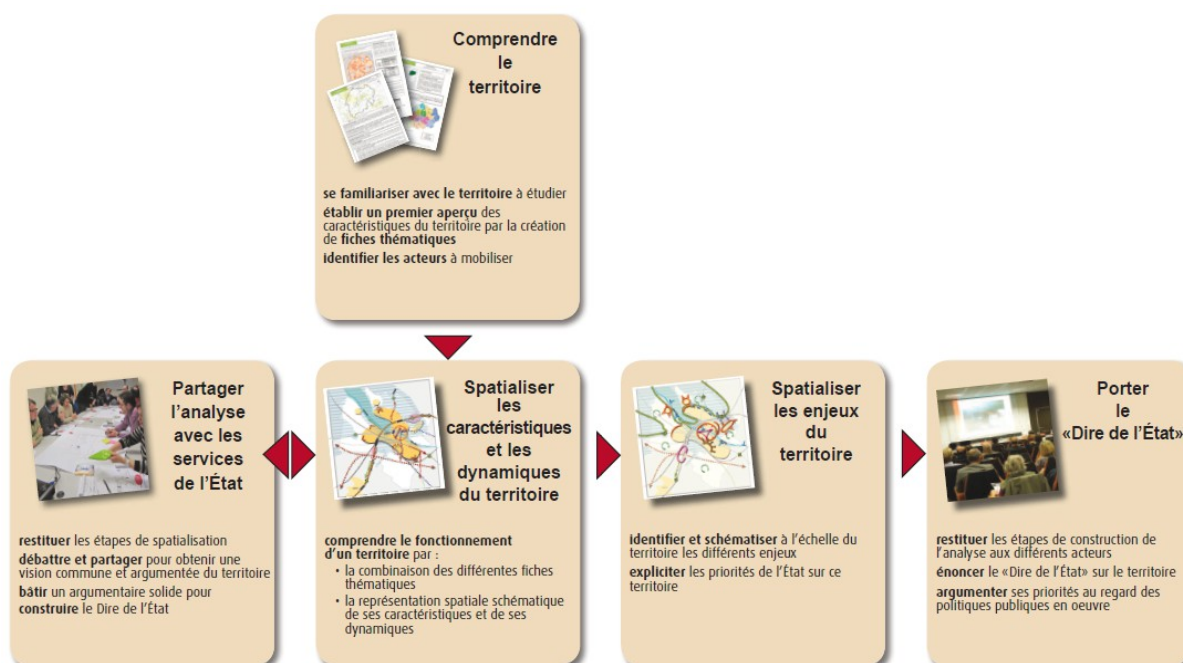 Comprendre
le
territoire
se familiariser avec le territoire à étudier
établir un premier aperçu des
caractéristiques du territoire par la création
de fiches thématiques
identifier les acteurs à mobiliser
Partager
l'analyse
avec les
services
de l'État
restituer les étapes de spatialisation
débattre et partager pour obtenir une
vision commune et argumentée du territoire
bâtir un argumentaire solide pour
construire le Dire de l'État
Spatialiser
les
caractéristiques
et les
dynamiques
du territoire
comprendre le fonctionnement
d'un territoire par :
• la combinaison des différentes fiches
thématiques
• la représentation spatiale schématique
de ses caractéristiques et de ses
dynamiques
Spatialiser
les enjeux
du
territoire
identifier et schématiser à l'échelle du
territoire les différents enjeux
expliciter les priorités de l'État sur ce
territoire
Porter
le
«Dire de l'État»
restituer les étapes de construction de
l'analyse aux différents acteurs
énoncer le «Dire de l'État» sur le territoire
argumenter ses priorités au regard des
politiques publiques en oeuvre